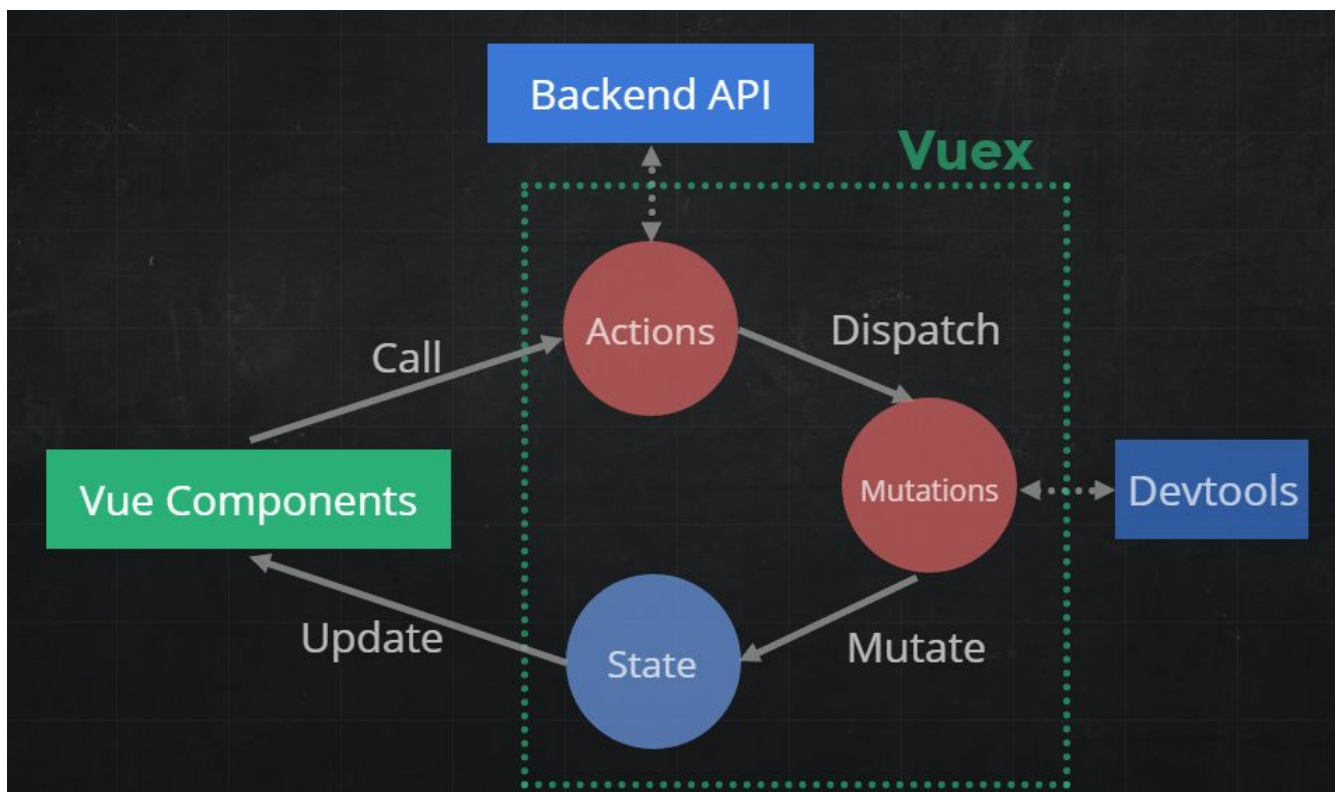 Backend API
Vuex
Actions
Dispatch
Call
Vue Components
Mutations
Devtools
Update
State
Mutate